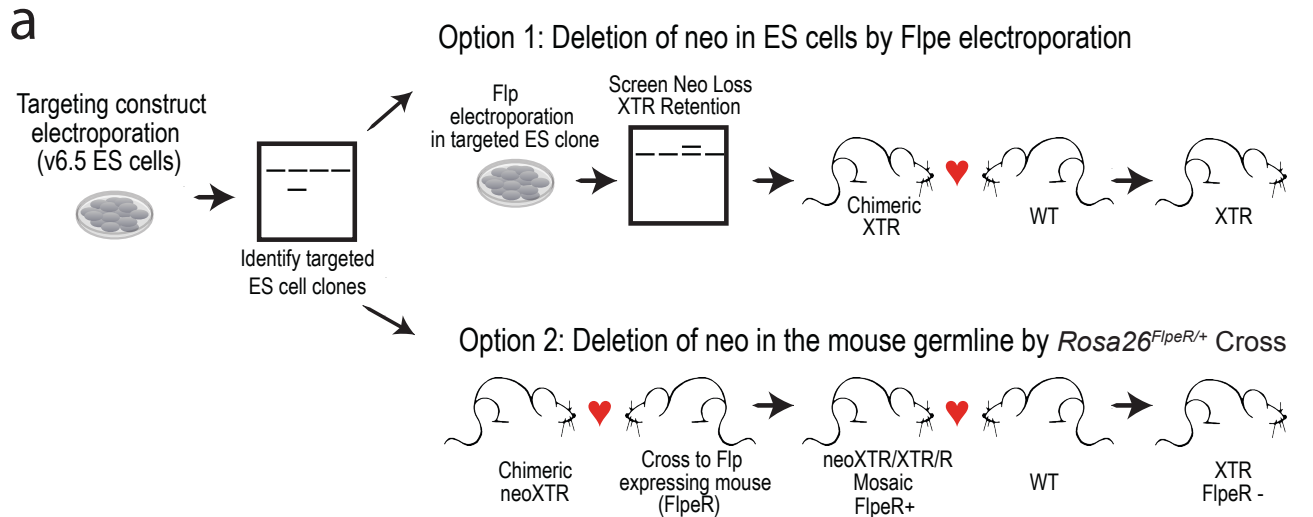 a
Option 1: Deletion of neo in ES cells by Flpe electroporation
Targeting construct
electroporation
(v6.5 ES cells)
Identify targeted
ES cell clones
Flp
electroporation
in targeted ES clone
Screen Neo Loss
XTR Retention
Chimeric
XTR
WT
XTR
Option 2: Deletion of neo in the mouse germline by Rosa26FlpeR/+ Cross
Chimeric
neoXTR
Cross to Flp
expressing mouse
(FlpeR)
neoXTR/XTR/R
Mosaic
FlpeR+
WT
XTR
FlpeR -